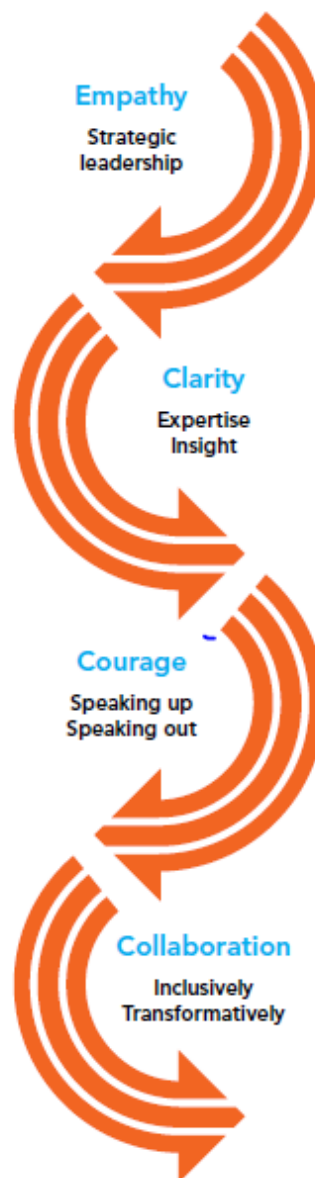 Empathy
Strategic
leadership
Clarity
Expertise
Insight
Courage
Speaking up
Speaking out
Collaboration
Inclusively
Transformatively